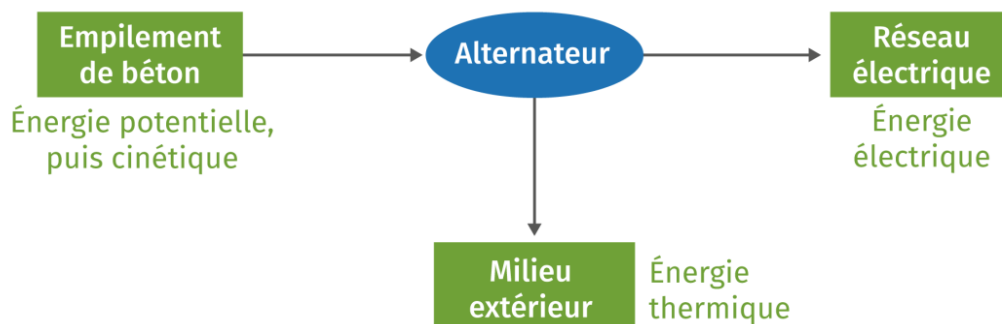 Empilement
de béton
Énergie potentielle,
puis cinétique
Alternateur
Réseau
électrique
Énergie
électrique
Milieu
extérieur
Énergie
thermique